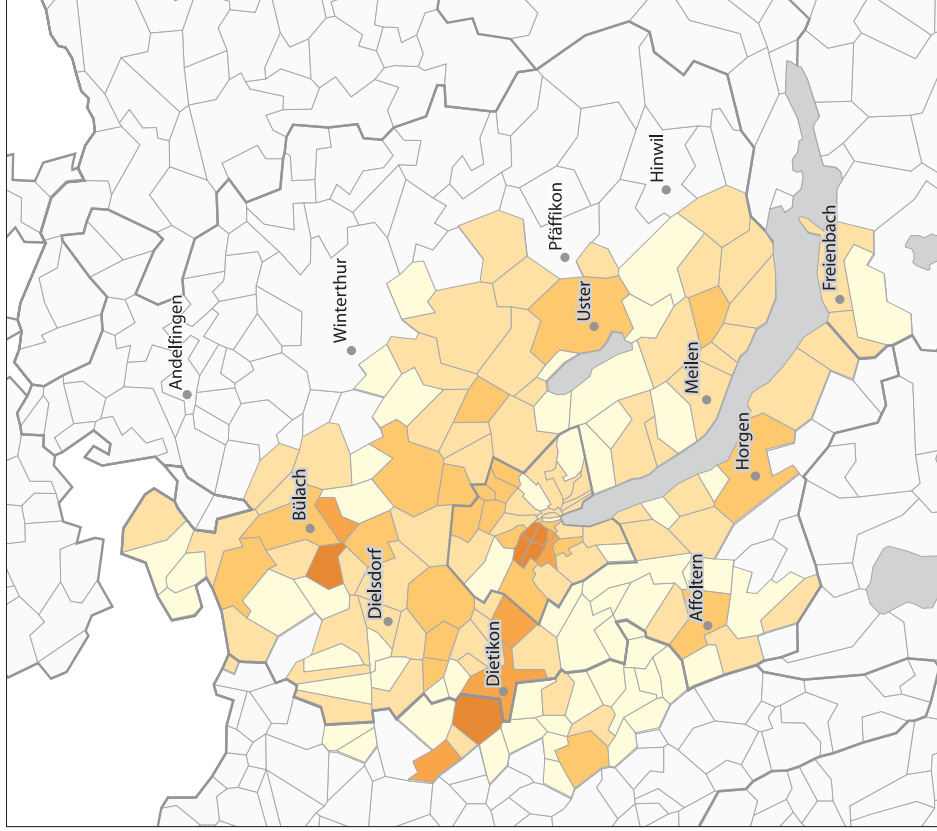 Andelfingen
Winterthur
Bülach
Dielsdorf
Dietikon
Pfäffikon
Hinwil
Uster
Meilen
Freienbach
Horgen
Affoltern